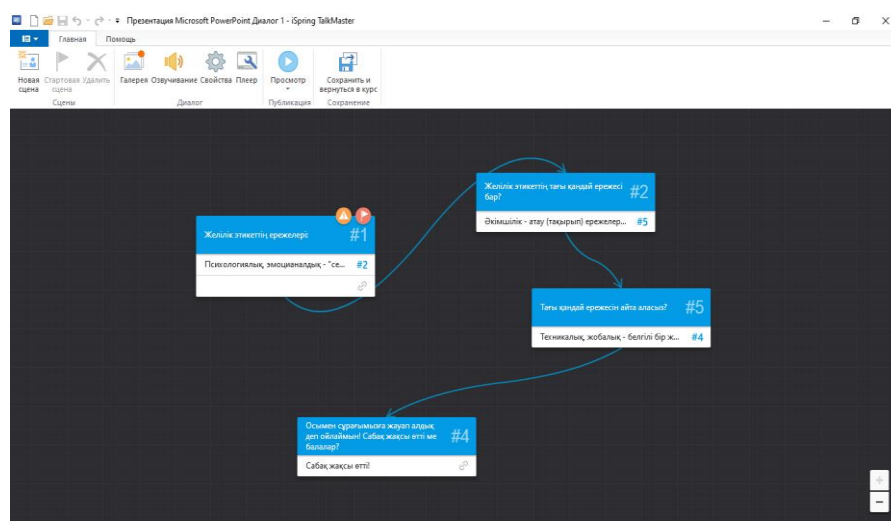 Презентация Microsoft PowerPoint Диалог 1 - iSpring TalkMaster
Главная Помощь
Новая сцена
Стартовая сцена
Удалить
Галерея
Озвучивание
Свойства
Плеер
Просмотр
Сохранить и вернуться в курс
Сцены Диалог Публикация Сохранение
Желілік этикеттің тағы қандай ережесі
бар?
#2
Әкімшілік - атау (тақырып) ережелер... #5
Желілік этикеттің ережелері: #1
Психологиялық, эмоцианалдық - "се... #2
Тағы қандай ережесін айта аласыз? #5
Техникалық, жобалық - белгілі бір ж... #4
Осымен сұрағымызға жауап алдық
деп ойлаймын! Сабақ жақсы өтті ме
балалар?
#4
Сабақ жақсы өтті!